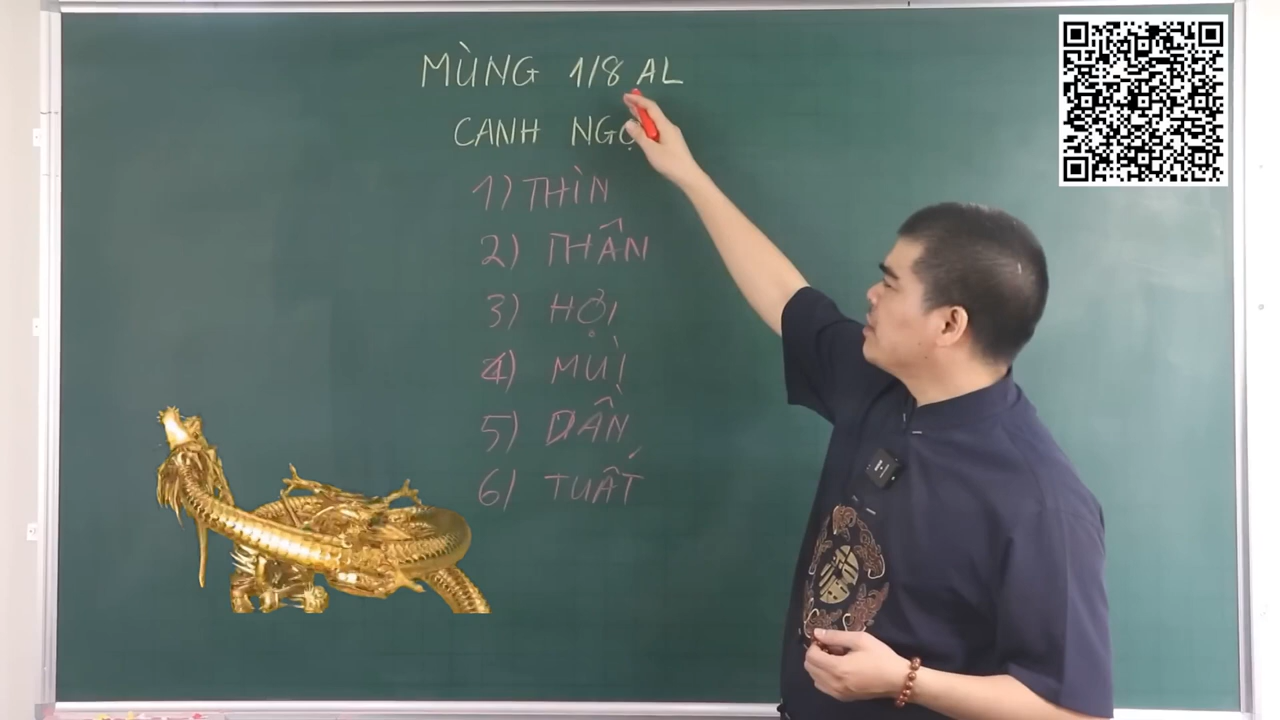 MÙNG 1/8 AL
CANH NGỌ
1) THÌN
2) THÂN
3) HỢI
4) MÙI
5) DẦN
6) TUẤT